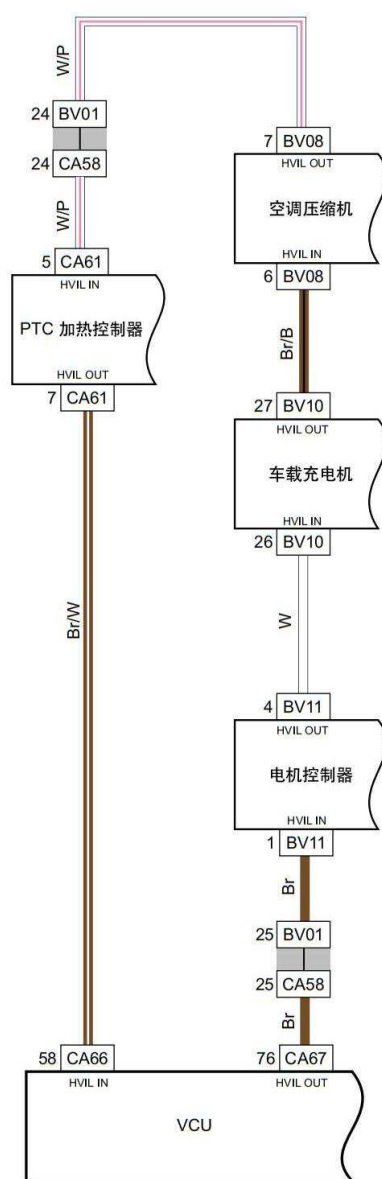 W/P
24 BV01
24 CA58
W/P
5 CA61
HVIL IN
PTC 加热控制器
HVIL OUT
7 CA61
Br/W
58 CA66
HVIL IN
7 BV08
HVIL OUT
空调压缩机
HVIL IN
6 BV08
Br/B
27 BV10
HVIL OUT
车载充电机
HVIL IN
26 BV10
W
4 BV11
HVIL OUT
电机控制器
HVIL IN
1 BV11
Br
25 BV01
25 CA58
Br
76 CA67
HVIL OUT
VCU